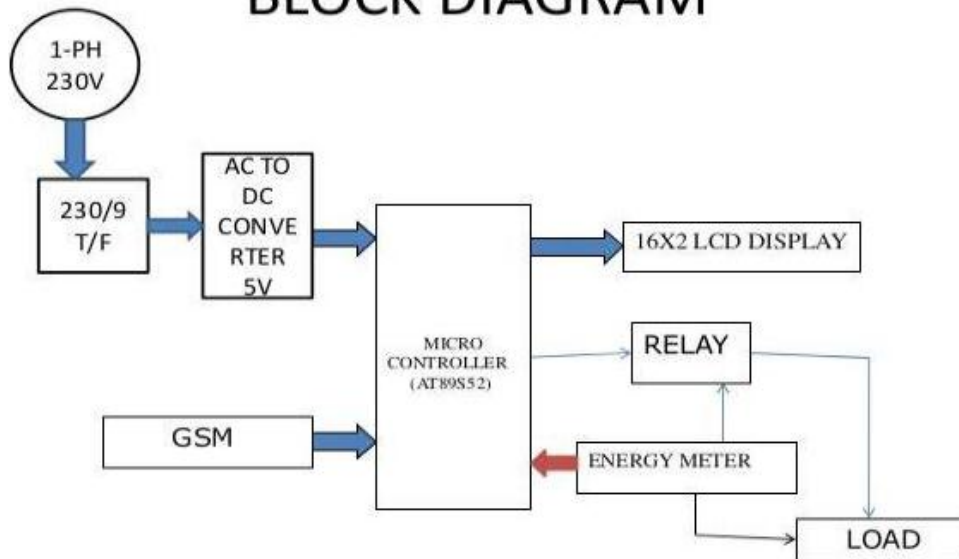 BLOCK DIAGRAM
1-PH
230V
230/9
T/F
AC TO
DC
CONVE
RTER
5V
MICRO
CONTROLLER
(AT89S52)
16X2 LCD DISPLAY
RELAY
GSM
ENERGY METER
LOAD